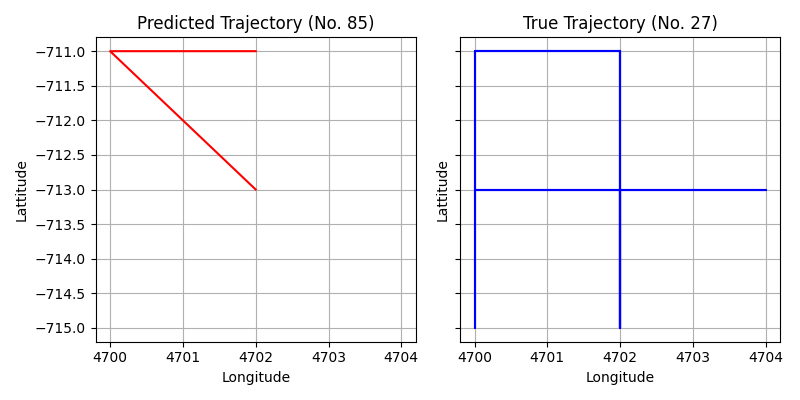 Predicted Trajectory (No. 85)
−711.0
−711.5
−712.0
−712.5
−713.0
−713.5
−714.0
−714.5
−715.0
Lattitude
4700 4701 4702 4703 4704
Longitude
True Trajectory (No. 27)
Lattitude
4700 4701 4702 4703 4704
Longitude